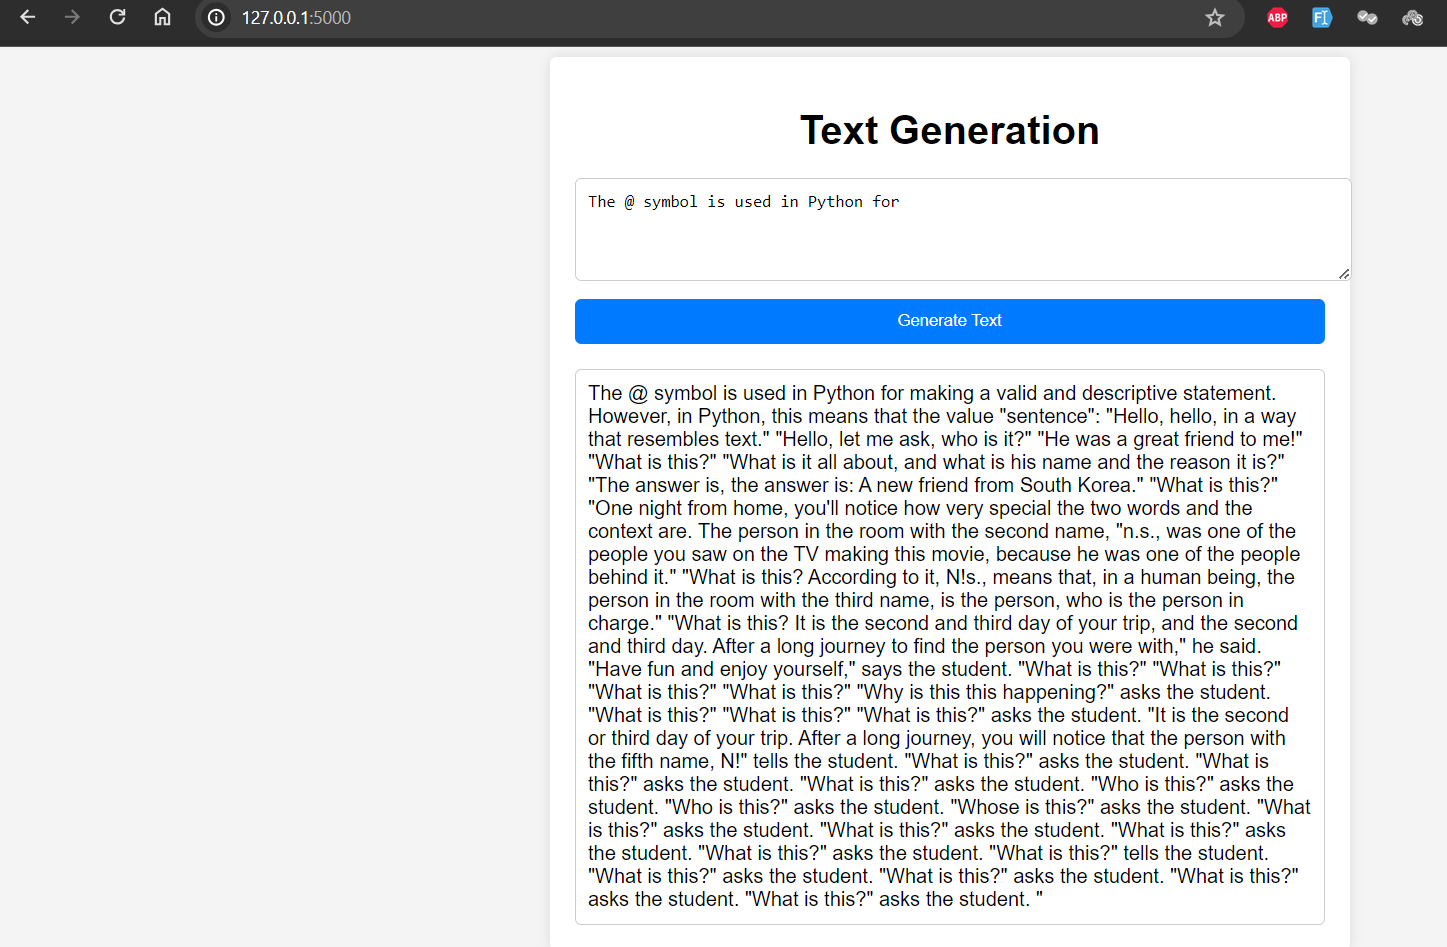 127.0.0.1:5000
ABP
F
Text Generation
The @ symbol is used in Python for
Generate Text
The @ symbol is used in Python for making a valid and descriptive statement.
However, in Python, this means that the value "sentence": "Hello, hello, in a way
that resembles text." "Hello, let me ask, who is it?" "He was a great friend to me!"
"What is this?" "What is it all about, and what is his name and the reason it is?"
"The answer is, the answer is: A new friend from South Korea." "What is this?"
"One night from home, you'll notice how very special the two words and the
context are. The person in the room with the second name, "n.s., was one of the
people you saw on the TV making this movie, because he was one of the people
behind it." "What is this? According to it, N!s., means that, in a human being, the
person in the room with the third name, is the person, who is the person in
charge." "What is this? It is the second and third day of your trip, and the second
and third day. After a long journey to find the person you were with," he said.
"Have fun and enjoy yourself," says the student. "What is this?" "What is this?"
"What is this?" "What is this?" "Why is this this happening?" asks the student.
"What is this?" "What is this?" "What is this?" asks the student. "It is the second
or third day of your trip. After a long journey, you will notice that the person with
the fifth name, N!" tells the student. "What is this?" asks the student. "What is
this?" asks the student. "What is this?" asks the student. "Who is this?" asks the
student. "Who is this?" asks the student. "Whose is this?" asks the student. "What
is this?" asks the student. "What is this?" asks the student. "What is this?" asks
the student. "What is this?" asks the student. "What is this?" tells the student.
"What is this?" asks the student. "What is this?" asks the student. "What is this?"
asks the student. "What is this?" asks the student. "